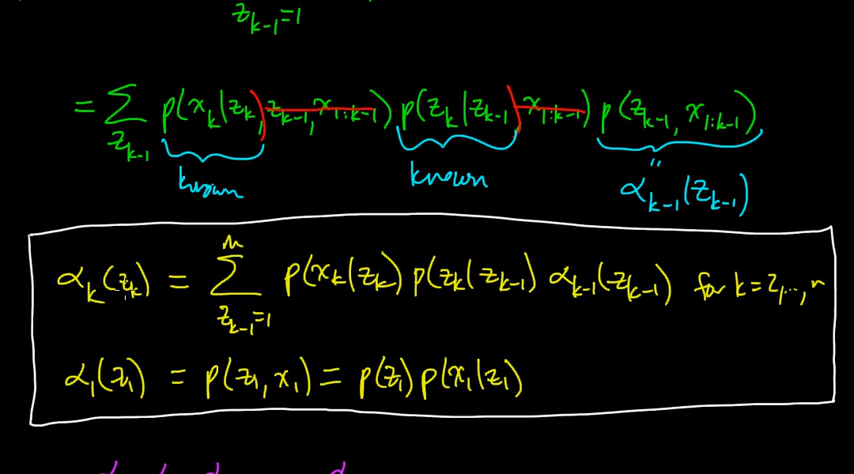 z_{k-1}=1
= ∑_{z_{k-1}} p(x_k|z_k, z_{k-1}, x_{1:k-1}) p(z_k|z_{k-1}, x_{1:k-1}) p(z_{k-1}, x_{1:k-1})
known known " α_{k-1}(z_{k-1})
α_k(z_k) = ∑_{z_{k-1}=1}^{m} p(x_k|z_k) p(z_k|z_{k-1}) α_{k-1}(z_{k-1}) for k=2,...,n
α_1(z_1) = p(z_1, x_1) = p(z_1) p(x_1|z_1)